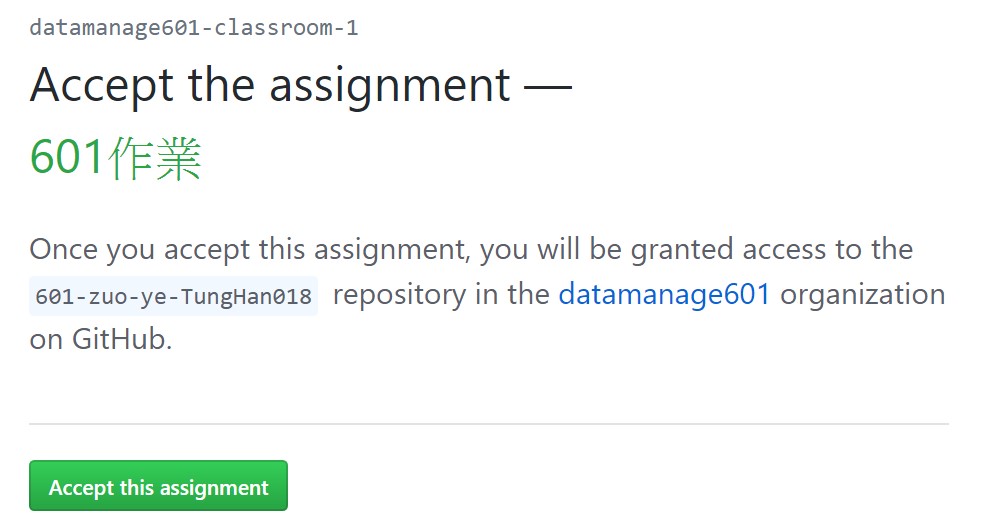 datamanage601-classroom-1
Accept the assignment —
601作業
Once you accept this assignment, you will be granted access to the
601-zuo-ye-TungHan018 repository in the datamanage601 organization
on GitHub.
Accept this assignment